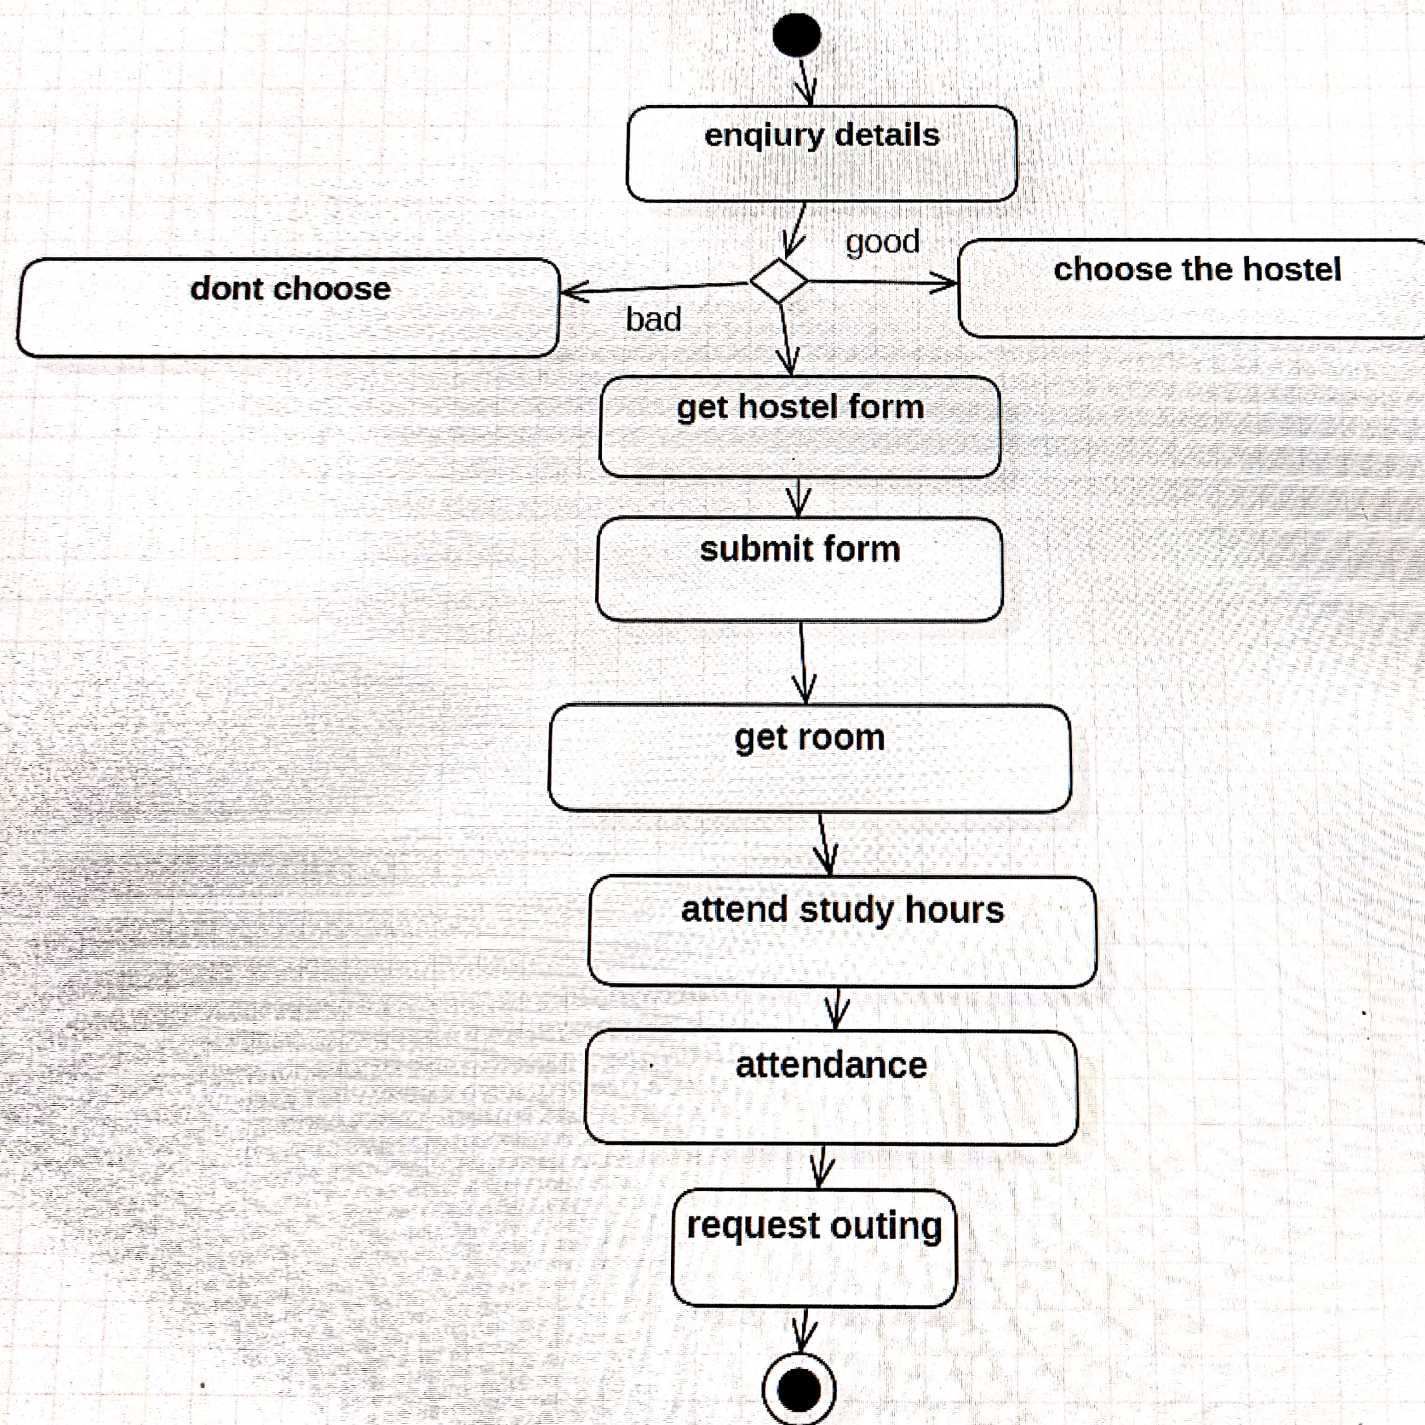 enqiury details
good
choose the hostel
dont choose
bad
get hostel form
submit form
get room
attend study hours
attendance
request outing